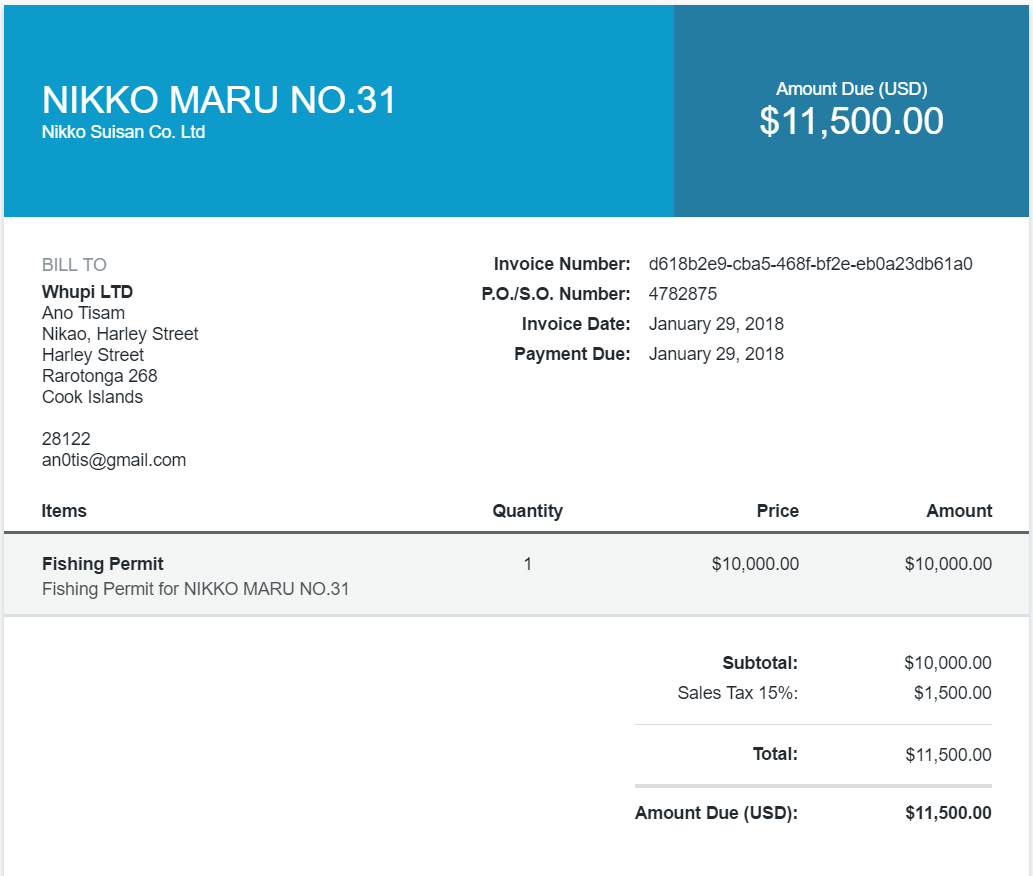 NIKKO MARU NO.31
Nikko Suisan Co. Ltd
Amount Due (USD)
$11,500.00
BILL TO
Whupi LTD
Ano Tisam
Nikao, Harley Street
Harley Street
Rarotonga 268
Cook Islands
28122
an0tis@gmail.com
Invoice Number: d618b2e9-cba5-468f-bf2e-eb0a23db61a0
P.O./S.O. Number: 4782875
Invoice Date: January 29, 2018
Payment Due: January 29, 2018
Items Quantity Price Amount
Fishing Permit 1 $10,000.00 $10,000.00
Fishing Permit for NIKKO MARU NO.31
Subtotal: $10,000.00
Sales Tax 15%: $1,500.00
Total: $11,500.00
Amount Due (USD): $11,500.00